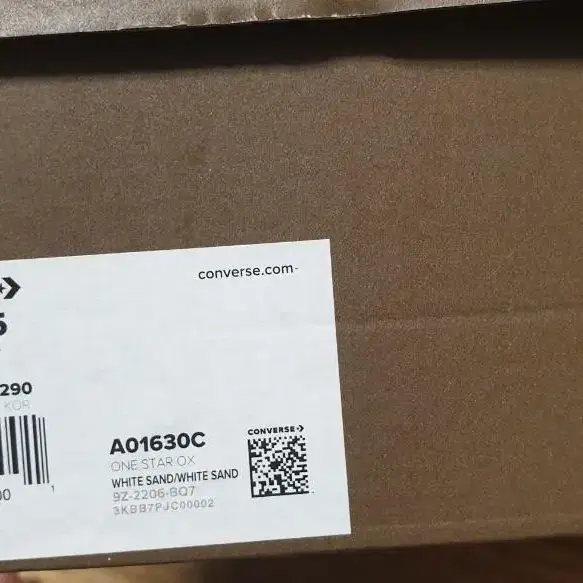 converse.com
290
KOR
CONVERSE
A01630C
ONE STAR OX
WHITE SAND/WHITE SAND
9Z-2206-BQ7
3KBB7PJC00002
00
1